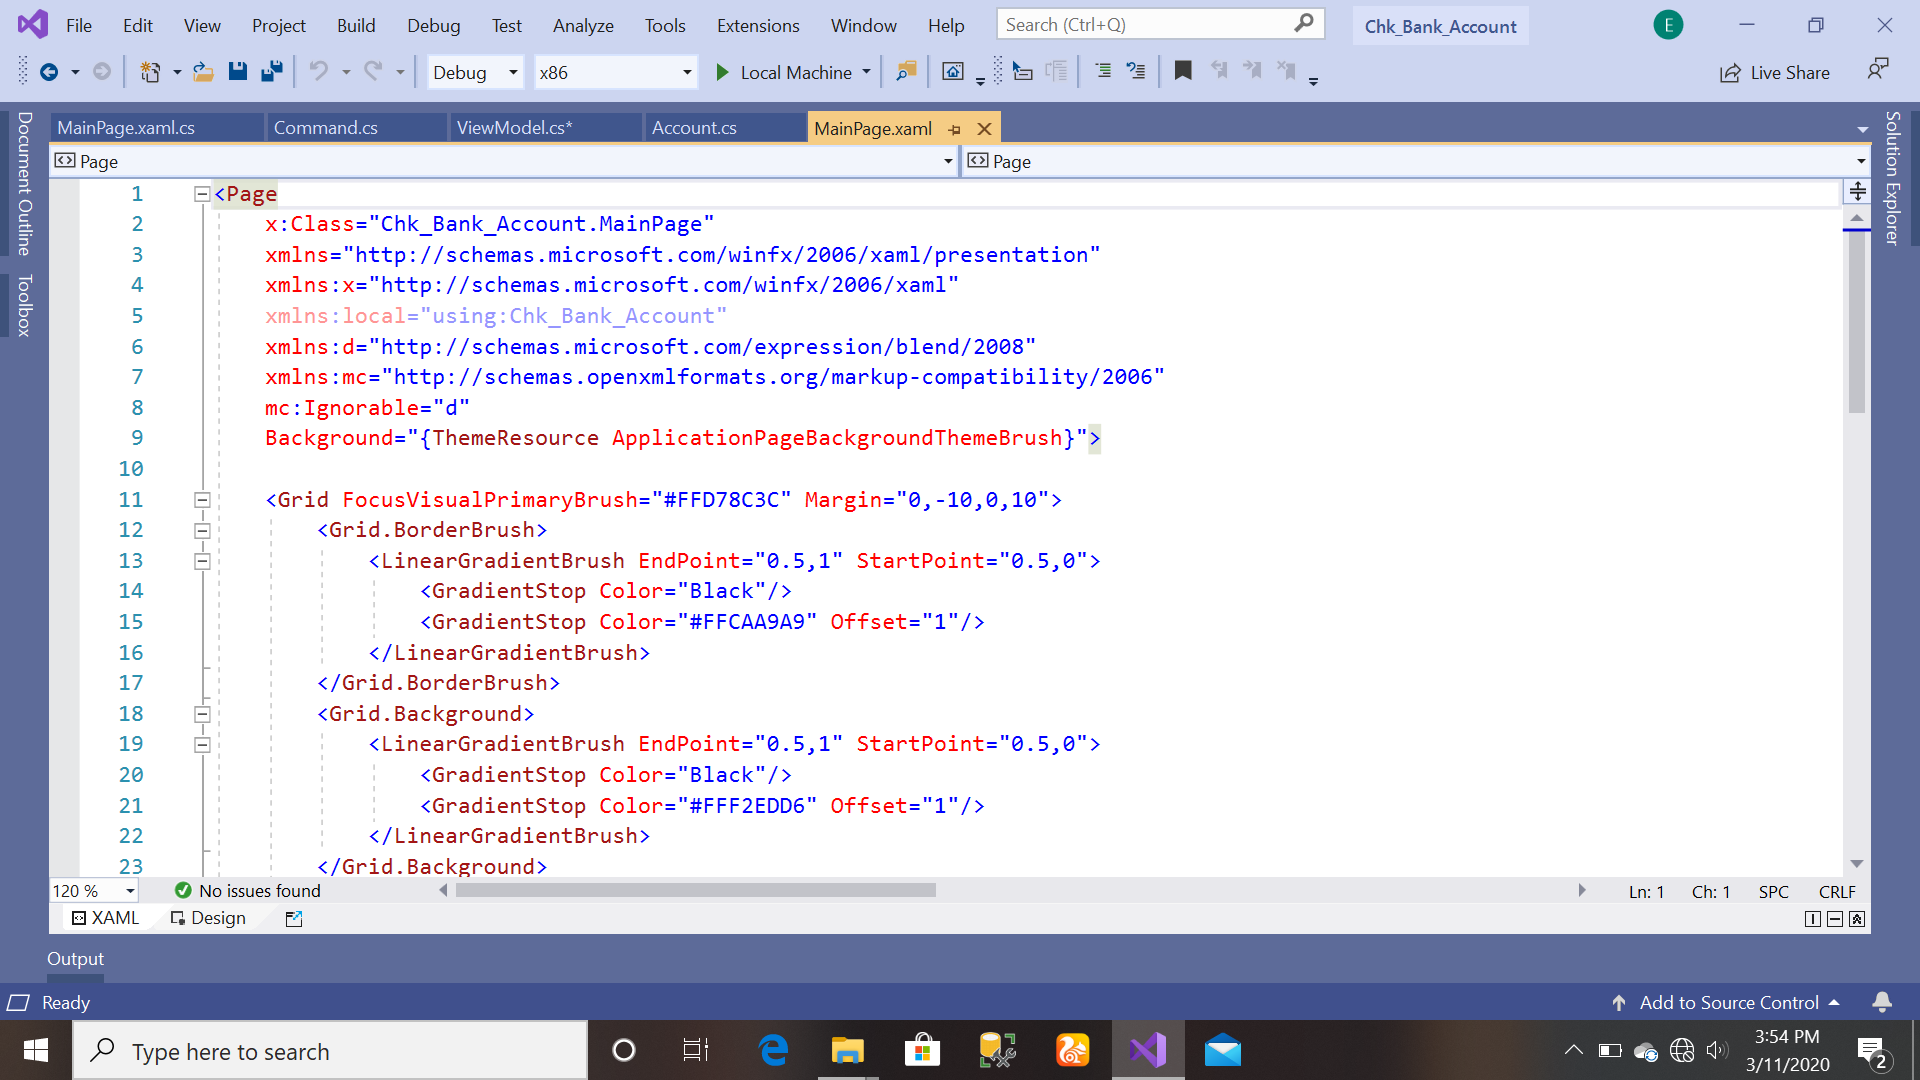 File Edit View Project Build Debug Test Analyze Tools Extensions Window Help Search (Ctrl+Q) Chk_Bank_Account E
Debug x86 Local Machine Live Share
Document Outline
Toolbox
Solution Explorer
MainPage.xaml.cs Command.cs ViewModel.cs* Account.cs MainPage.xaml
Page Page
1 <Page
2 x:Class="Chk_Bank_Account.MainPage"
3 xmlns="http://schemas.microsoft.com/winfx/2006/xaml/presentation"
4 xmlns:x="http://schemas.microsoft.com/winfx/2006/xaml"
5 xmlns:local="using:Chk_Bank_Account"
6 xmlns:d="http://schemas.microsoft.com/expression/blend/2008"
7 xmlns:mc="http://schemas.openxmlformats.org/markup-compatibility/2006"
8 mc:Ignorable="d"
9 Background="{ThemeResource ApplicationPageBackgroundThemeBrush}">
10
11 <Grid FocusVisualPrimaryBrush="#FFD78C3C" Margin="0,-10,0,10">
12 <Grid.BorderBrush>
13 <LinearGradientBrush EndPoint="0.5,1" StartPoint="0.5,0">
14 <GradientStop Color="Black"/>
15 <GradientStop Color="#FFCAA9A9" Offset="1"/>
16 </LinearGradientBrush>
17 </Grid.BorderBrush>
18 <Grid.Background>
19 <LinearGradientBrush EndPoint="0.5,1" StartPoint="0.5,0">
20 <GradientStop Color="Black"/>
21 <GradientStop Color="#FFF2EDD6" Offset="1"/>
22 </LinearGradientBrush>
23 </Grid.Background>
120 % No issues found Ln: 1 Ch: 1 SPC CRLF
XAML Design
Output
Ready Add to Source Control
Type here to search
3:54 PM
3/11/2020
2